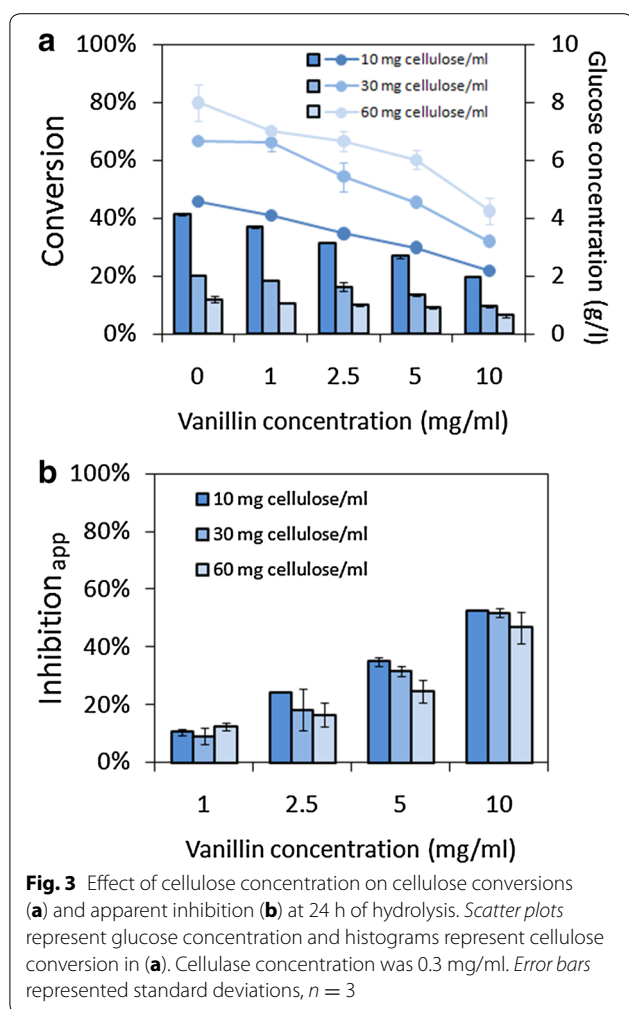 a
100%
80%
60%
40%
20%
0%
Conversion
10 mg cellulose/ml
30 mg cellulose/ml
60 mg cellulose/ml
10
8
6
4
2
0
Glucose concentration (g/l)
0 1 2.5 5 10
Vanillin concentration (mg/ml)
b
100%
80%
60%
40%
20%
0%
Inhibition app
10 mg cellulose/ml
30 mg cellulose/ml
60 mg cellulose/ml
1 2.5 5 10
Vanillin concentration (mg/ml)
Fig. 3 Effect of cellulose concentration on cellulose conversions
(a) and apparent inhibition (b) at 24 h of hydrolysis. Scatter plots
represent glucose concentration and histograms represent cellulose
conversion in (a). Cellulase concentration was 0.3 mg/ml. Error bars
represented standard deviations, n = 3